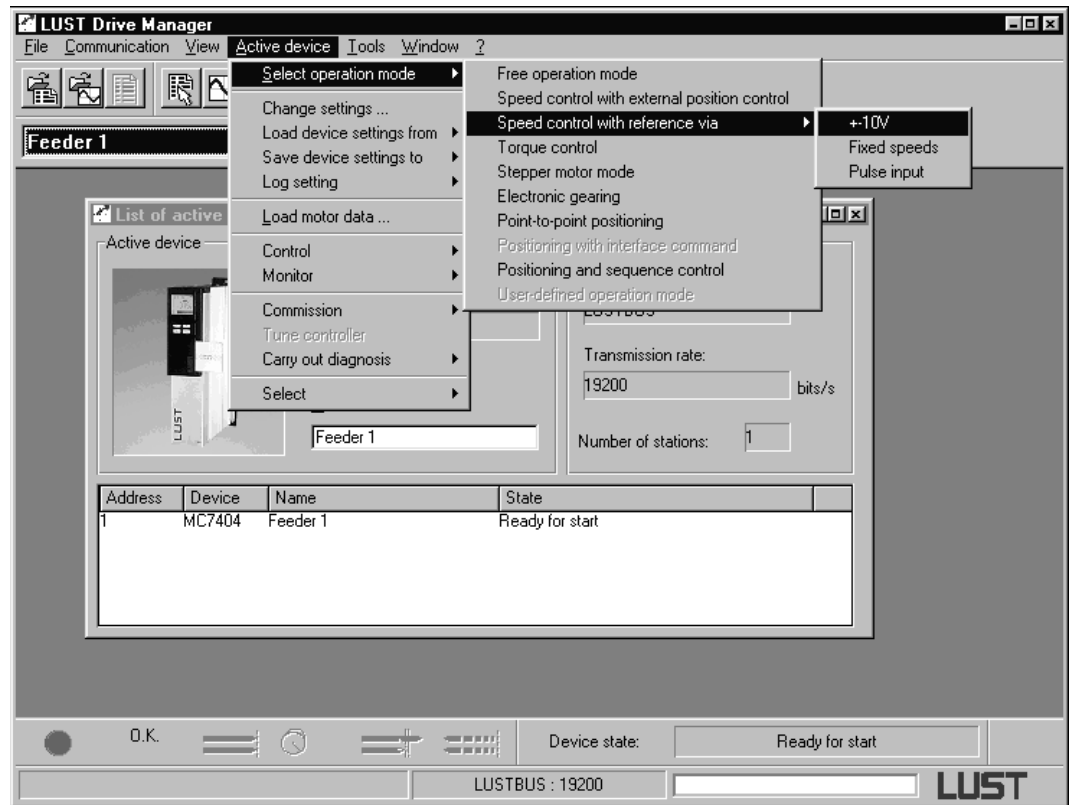 LUST Drive Manager
File Communication View Active device Tools Window ?
Select operation mode
Change settings ...
Load device settings from
Save device settings to
Log setting
Load motor data ...
Control
Monitor
Commission
Tune controller
Carry out diagnosis
Select
Free operation mode
Speed control with external position control
Speed control with reference via
Torque control
Stepper motor mode
Electronic gearing
Point-to-point positioning
Positioning with interface command
Positioning and sequence control
User-defined operation mode
+-10V
Fixed speeds
Pulse input
Feeder 1
List of active
Active device
LUST
LUSTBUS
Transmission rate:
19200 bits/s
Feeder 1
Number of stations: 1
Address Device Name State
1 MC7404 Feeder 1 Ready for start
O.K.
Device state: Ready for start
LUSTBUS : 19200
LUST